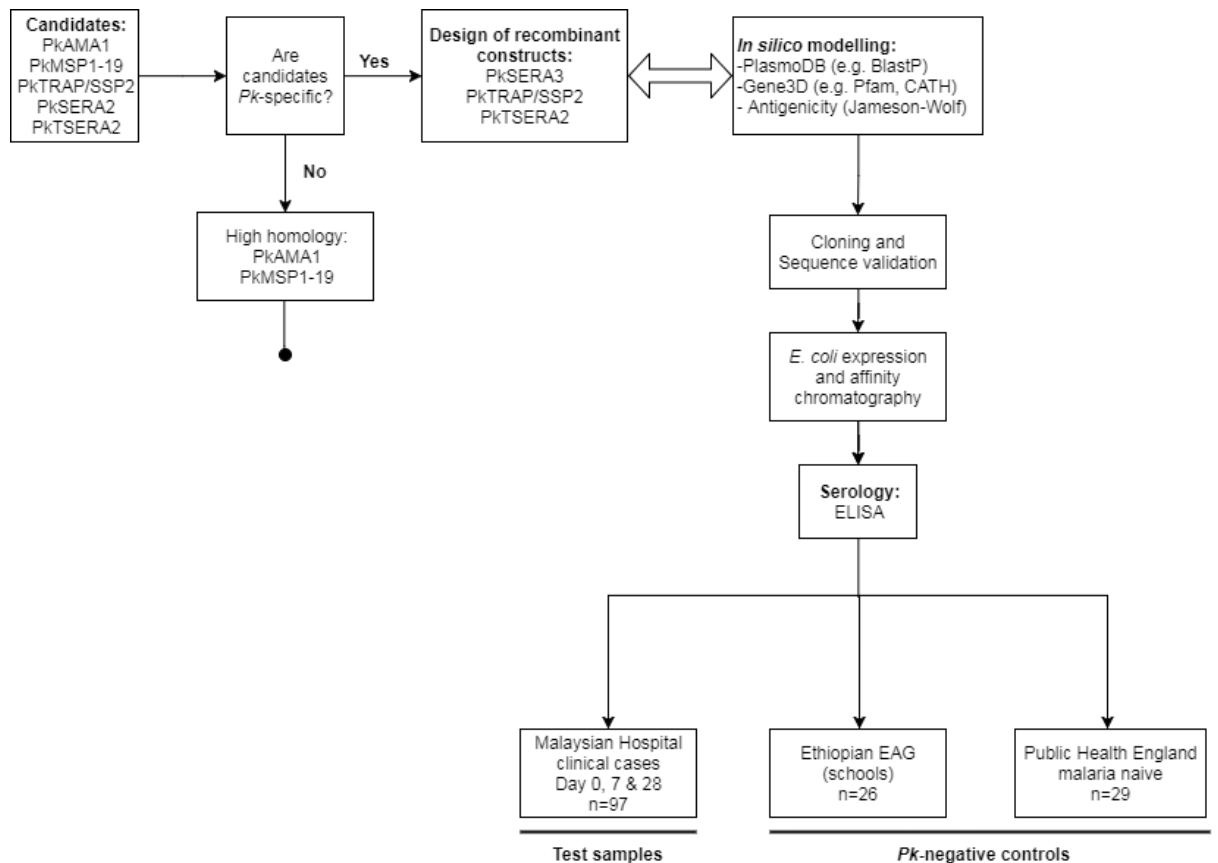 Candidates:
PkAMA1
PkMSP1-19
PkTRAP/SSP2
PkSERA2
PkTSERA2
Are
candidates
Pk-specific?
Yes
No
High homology:
PkAMA1
PkMSP1-19
Design of recombinant
constructs:
PkSERA3
PkTRAP/SSP2
PkTSERA2
In silico modelling:
-PlasmoDB (e.g. BlastP)
-Gene3D (e.g. Pfam, CATH)
- Antigenicity (Jameson-Wolf)
Cloning and
Sequence validation
E. coli expression
and affinity
chromatography
Serology:
ELISA
Malaysian Hospital
clinical cases
Day 0, 7 & 28
n=97
Ethiopian EAG
(schools)
n=26
Public Health England
malaria naive
n=29
Test samples
Pk-negative controls